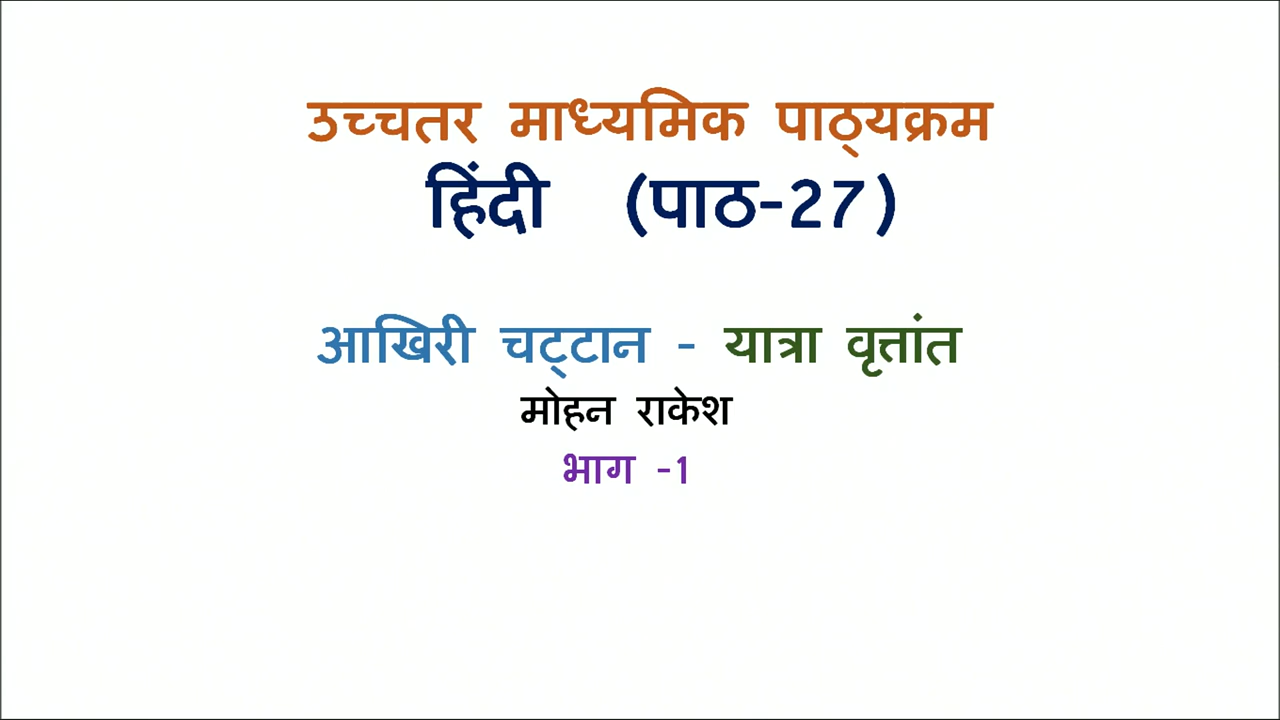 उच्चतर माध्यमिक पाठ्यक्रम
हिंदी (पाठ-27)
आखिरी चट्टान - यात्रा वृत्तांत
मोहन राकेश
भाग -1